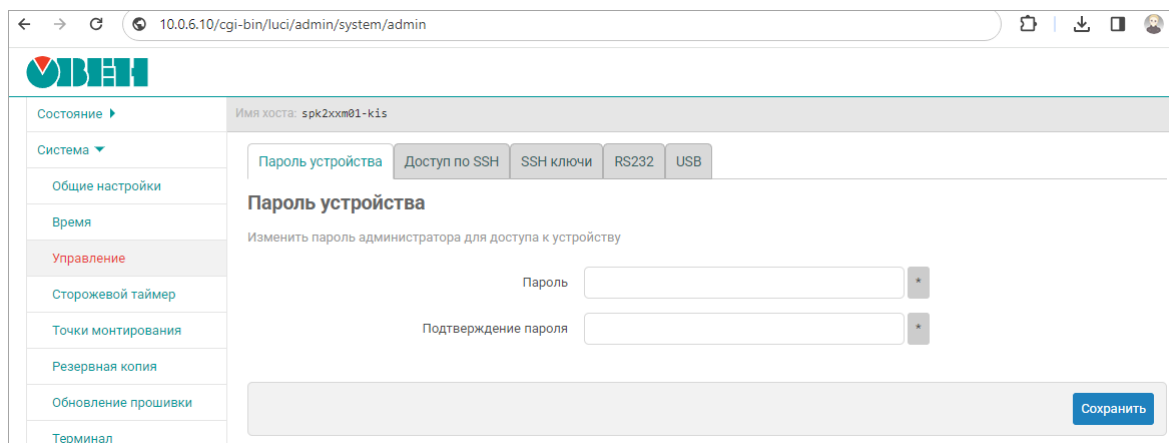 10.0.6.10/cgi-bin/luci/admin/system/admin
ОВЕН
Состояние
Имя хоста: spk2xxm01-kis
Система
Пароль устройства Доступ по SSH SSH ключи RS232 USB
Общие настройки
Пароль устройства
Время
Изменить пароль администратора для доступа к устройству
Управление
Пароль *
Сторожевой таймер
Подтверждение пароля *
Точки монтирования
Резервная копия
Обновление прошивки
Сохранить
Терминал